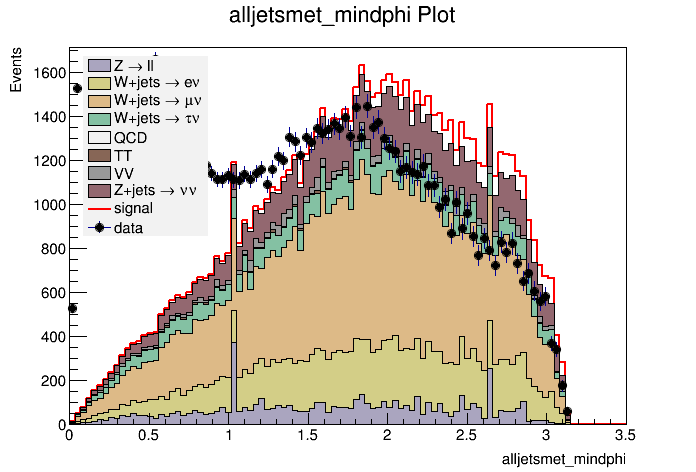 alljetsmet_mindphi Plot
Events
1600
1400
1200
1000
800
600
400
200
0
Z → ll
W+jets → eν
W+jets → μν
W+jets → τν
QCD
TT
VV
Z+jets → νν
signal
data
0 0.5 1 1.5 2 2.5 3 3.5
alljetsmet_mindphi